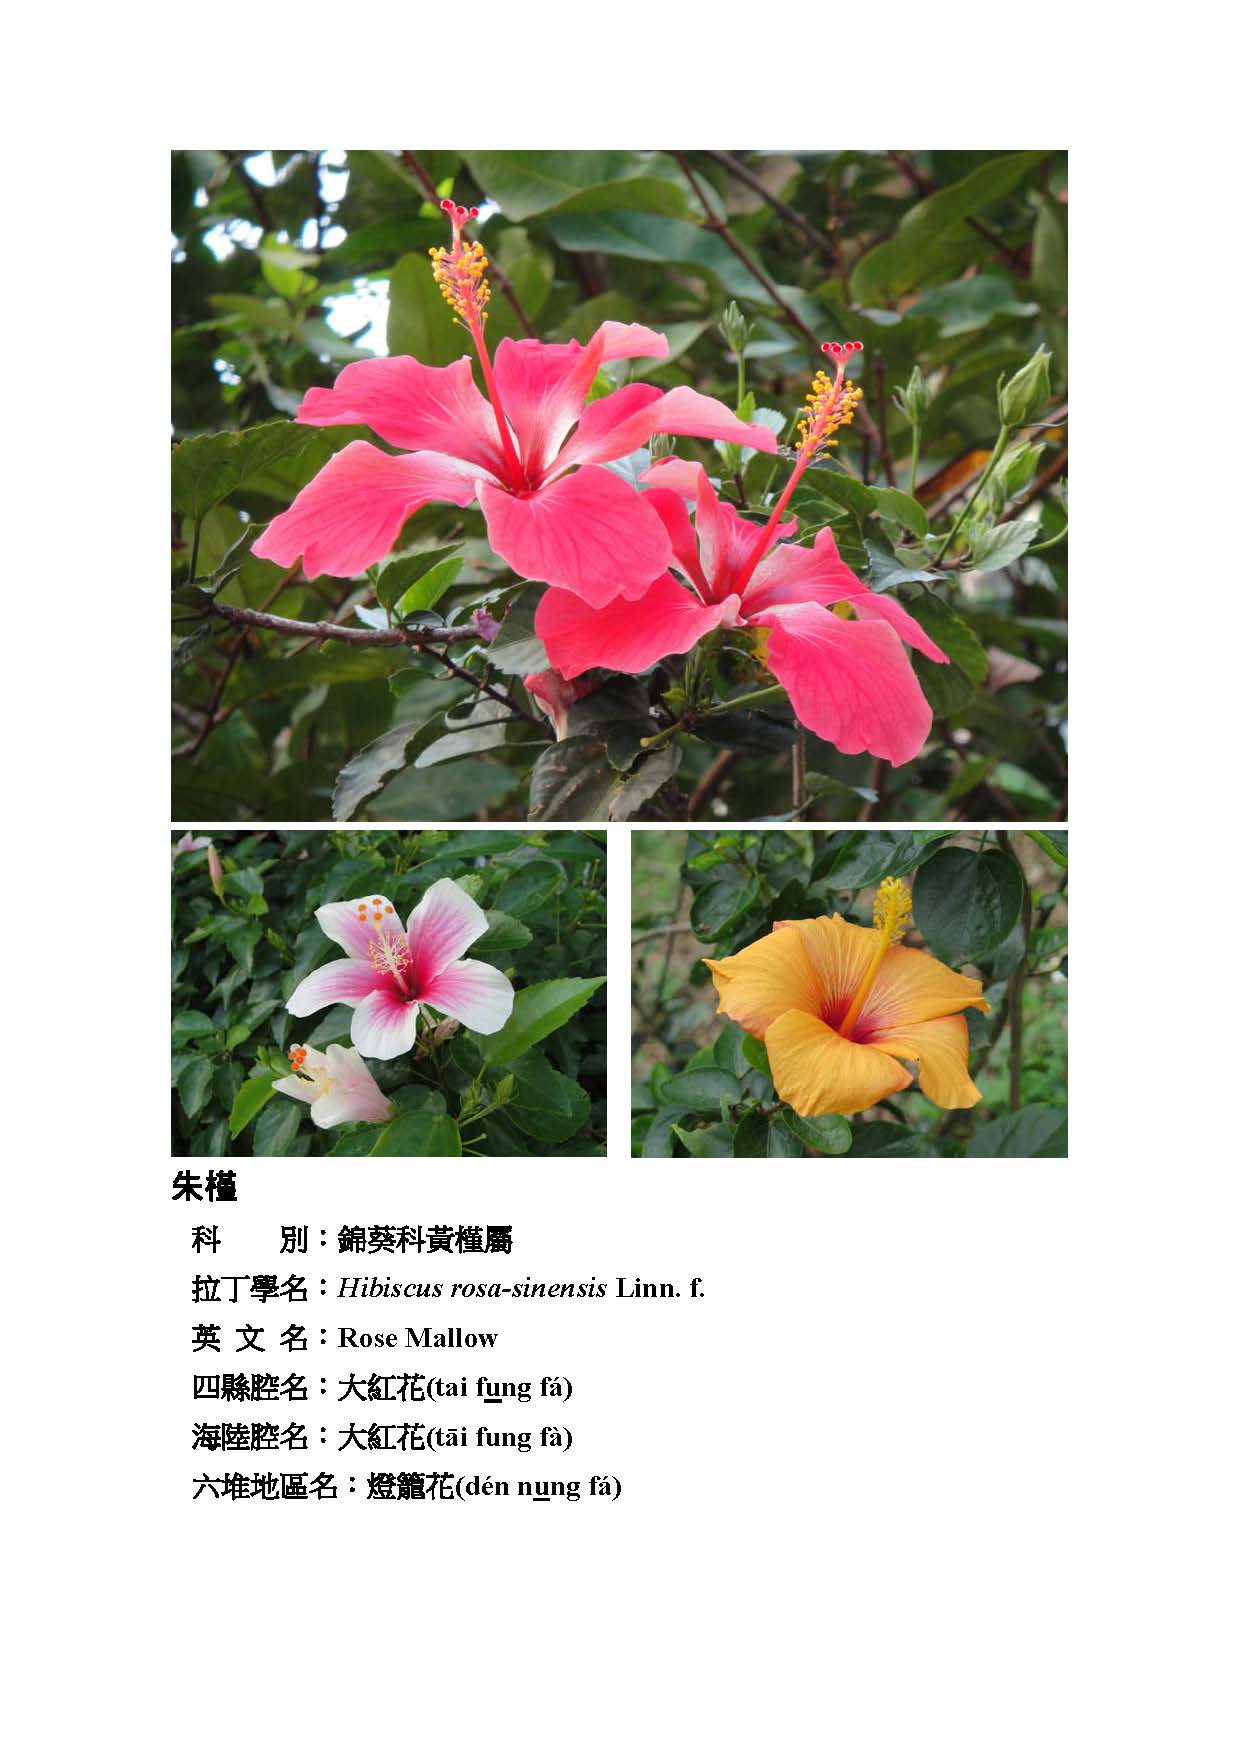 朱槿
科　　別：錦葵科黃槿屬
拉丁學名：Hibiscus rosa-sinensis Linn. f.
英 文 名：Rose Mallow
四縣腔名：大紅花(tai fung fá)
海陸腔名：大紅花(tāi fung fà)
六堆地區名：燈籠花(dén nung fá)